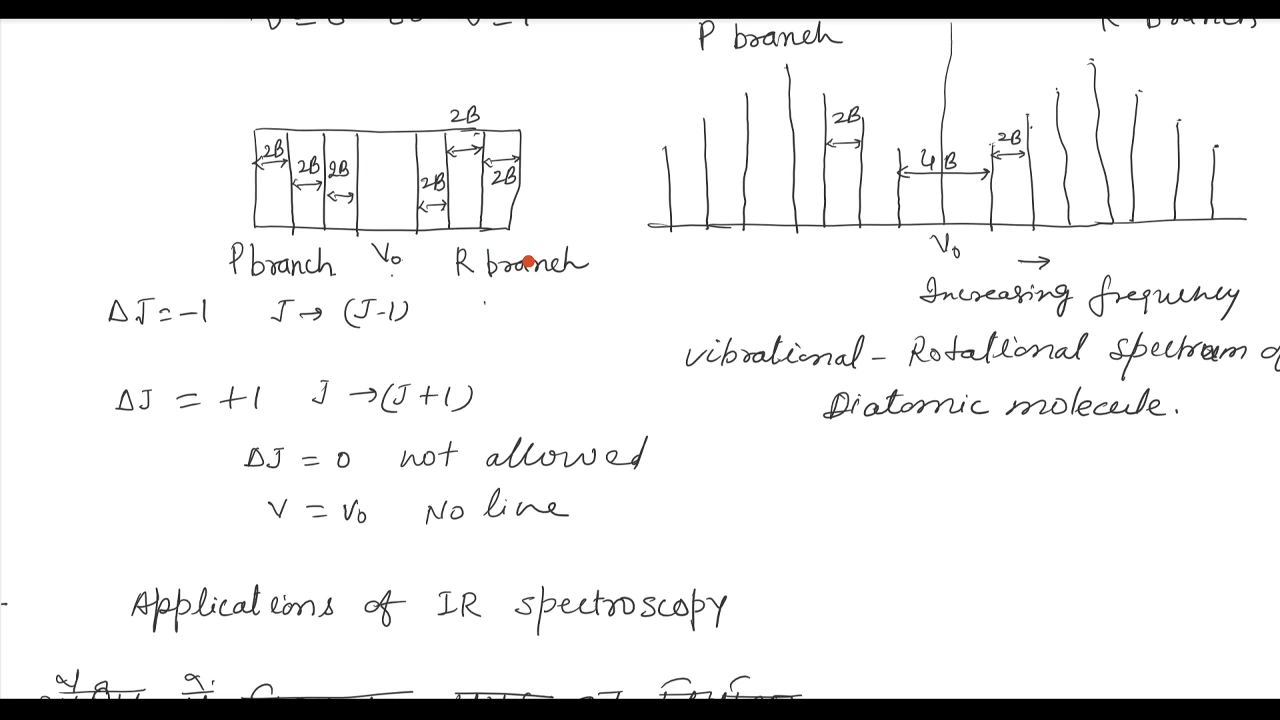 P branch
2B
2B
2B
2B
2B
2B
P branch
ν₀
R branch
2B
4B
2B
ν₀
→
Increasing frequency
vibrational - Rotational spectrum of
Diatomic molecule.
ΔJ = -1 J → (J-1)
ΔJ = +1 J → (J+1)
ΔJ = 0 not allowed
ν = ν₀ No line
Applications of IR spectroscopy